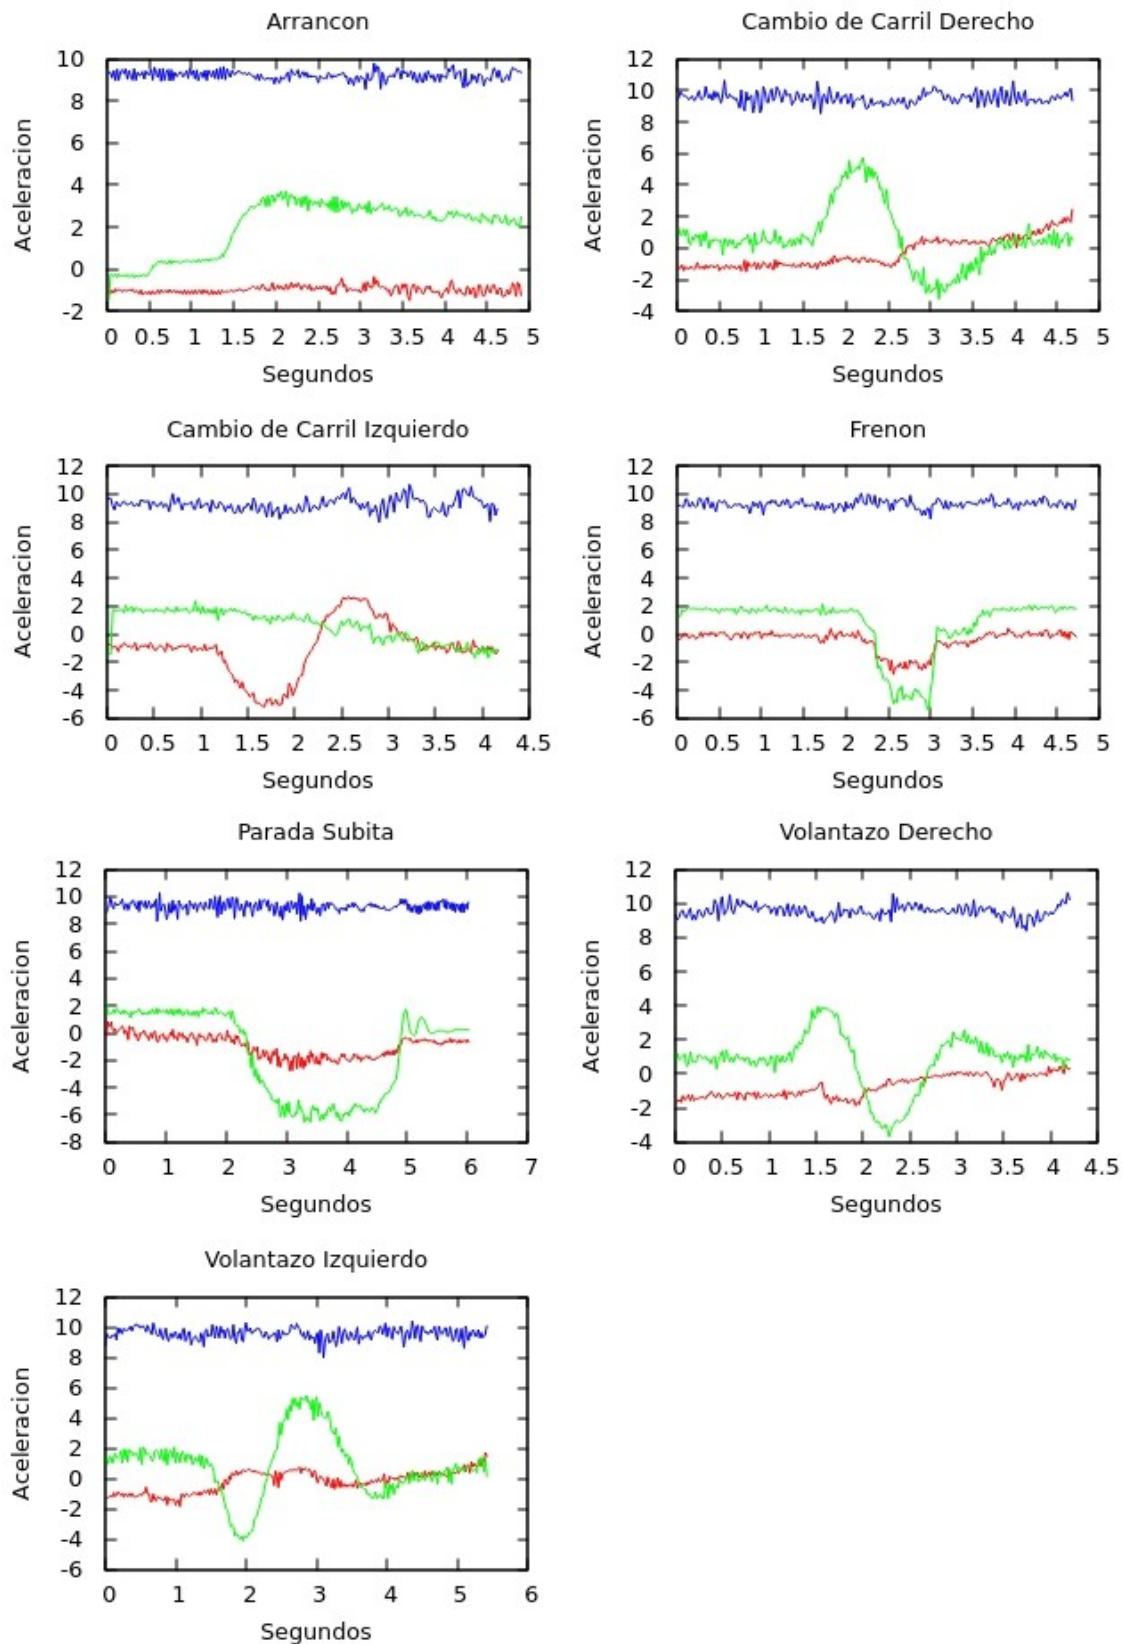 Arrancon
10
8
6
4
2
0
-2
Aceleracion
0 0.5 1 1.5 2 2.5 3 3.5 4 4.5 5
Segundos
Cambio de Carril Derecho
12
10
8
6
4
2
0
-2
-4
Aceleracion
0 0.5 1 1.5 2 2.5 3 3.5 4 4.5 5
Segundos
Cambio de Carril Izquierdo
12
10
8
6
4
2
0
-2
-4
-6
Aceleracion
0 0.5 1 1.5 2 2.5 3 3.5 4 4.5
Segundos
Frenon
12
10
8
6
4
2
0
-2
-4
-6
Aceleracion
0 0.5 1 1.5 2 2.5 3 3.5 4 4.5 5
Segundos
Parada Subita
12
10
8
6
4
2
0
-2
-4
-6
-8
Aceleracion
0 1 2 3 4 5 6 7
Segundos
Volantazo Derecho
12
10
8
6
4
2
0
-2
-4
Aceleracion
0 0.5 1 1.5 2 2.5 3 3.5 4 4.5
Segundos
Volantazo Izquierdo
12
10
8
6
4
2
0
-2
-4
-6
Aceleracion
0 1 2 3 4 5 6
Segundos